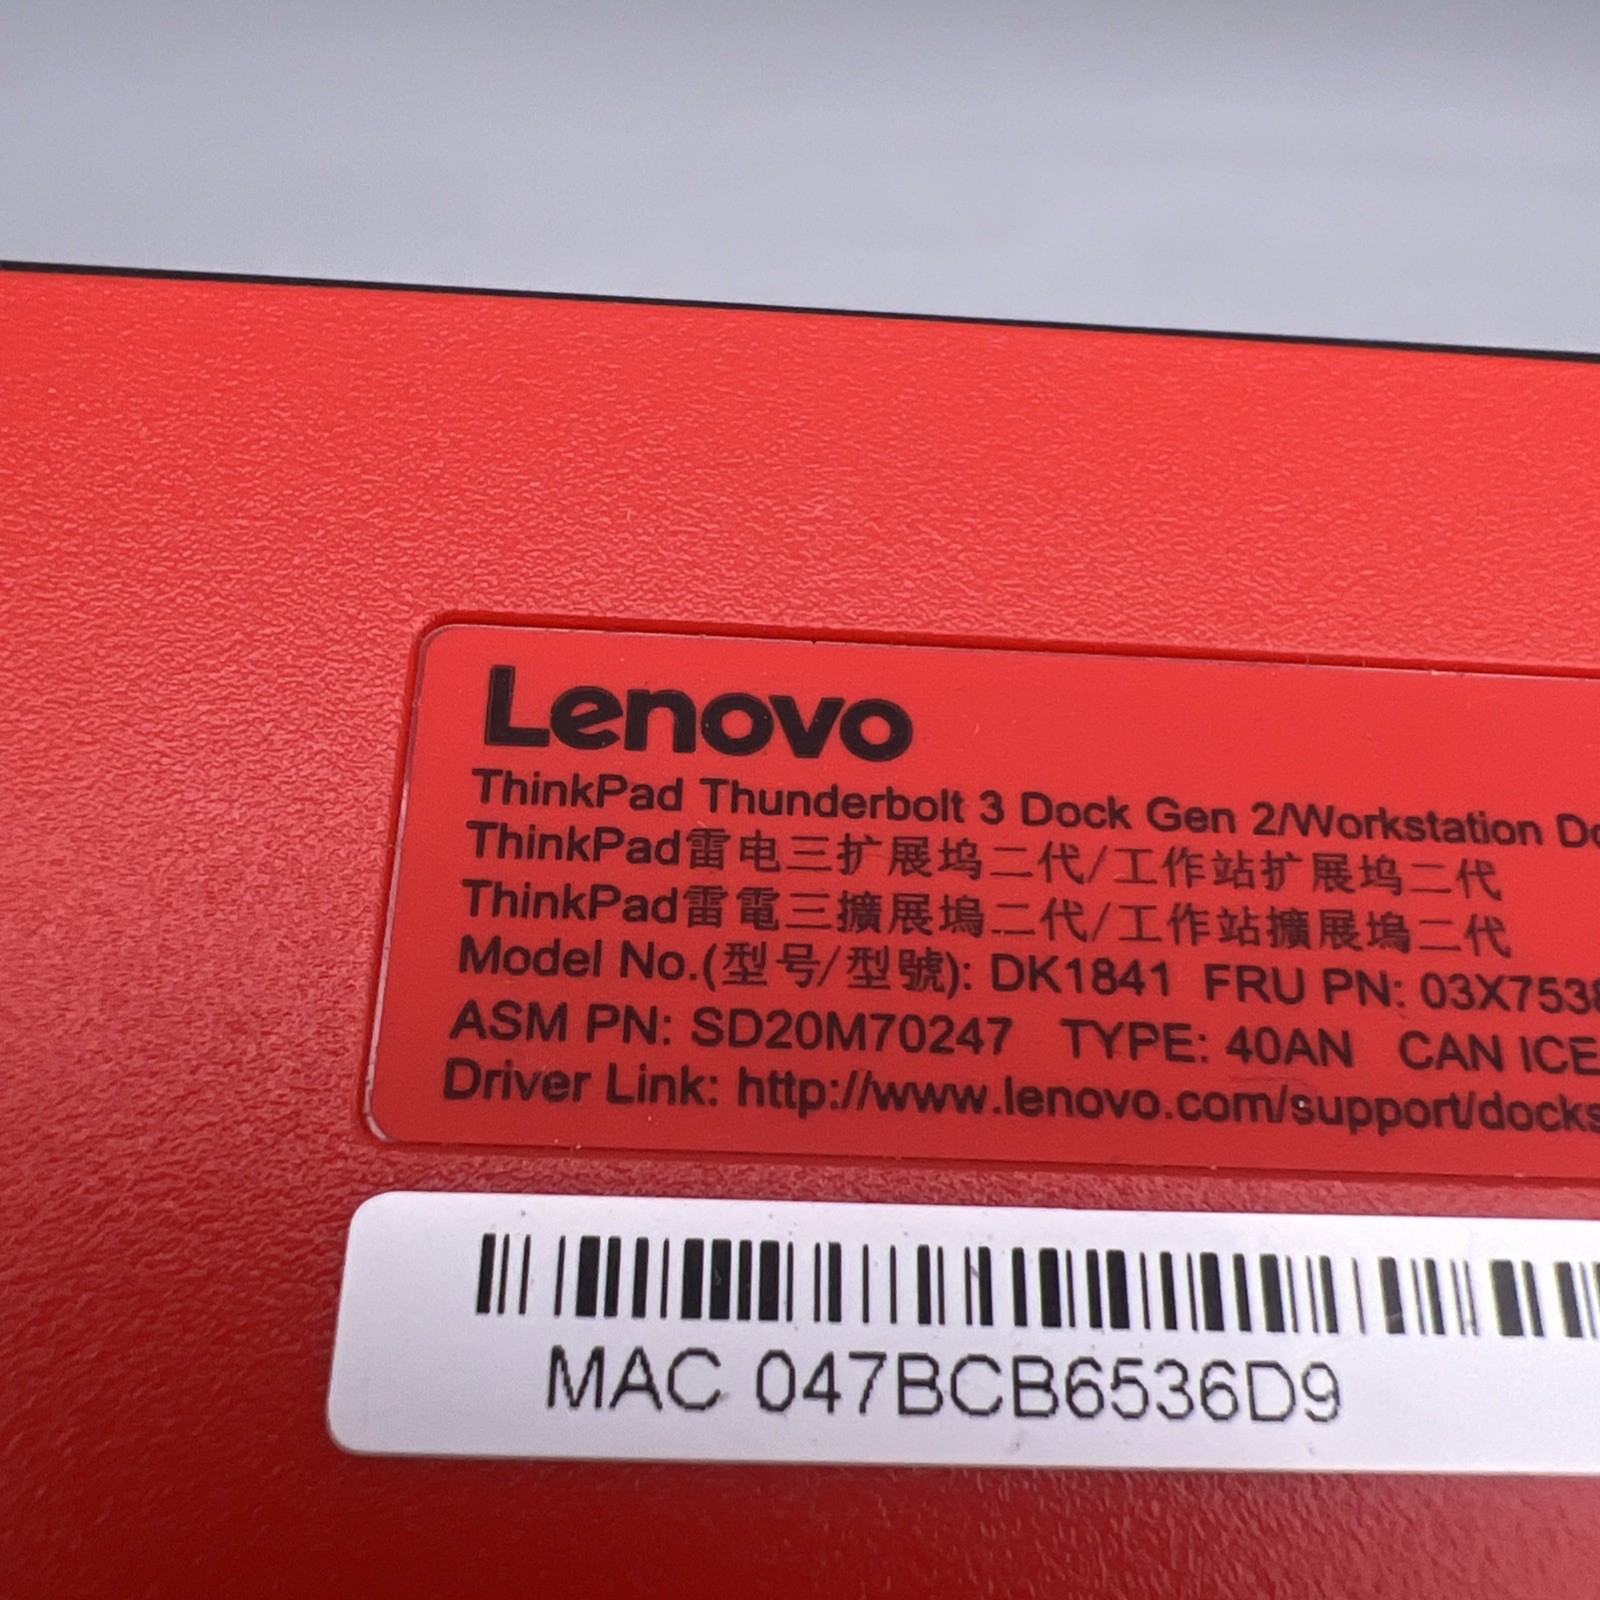 Lenovo
ThinkPad Thunderbolt 3 Dock Gen 2/Workstation
ThinkPad雷电三扩展坞二代/工作站扩展坞二代
ThinkPad雷電三擴展塢二代/工作站擴展塢二代
Model No.(型号/型號): DK1841 FRU PN: 03X7538
ASM PN: SD20M70247 TYPE: 40AN CAN ICE
Driver Link: http://www.lenovo.com/support/docks
MAC 047BCB6536D9